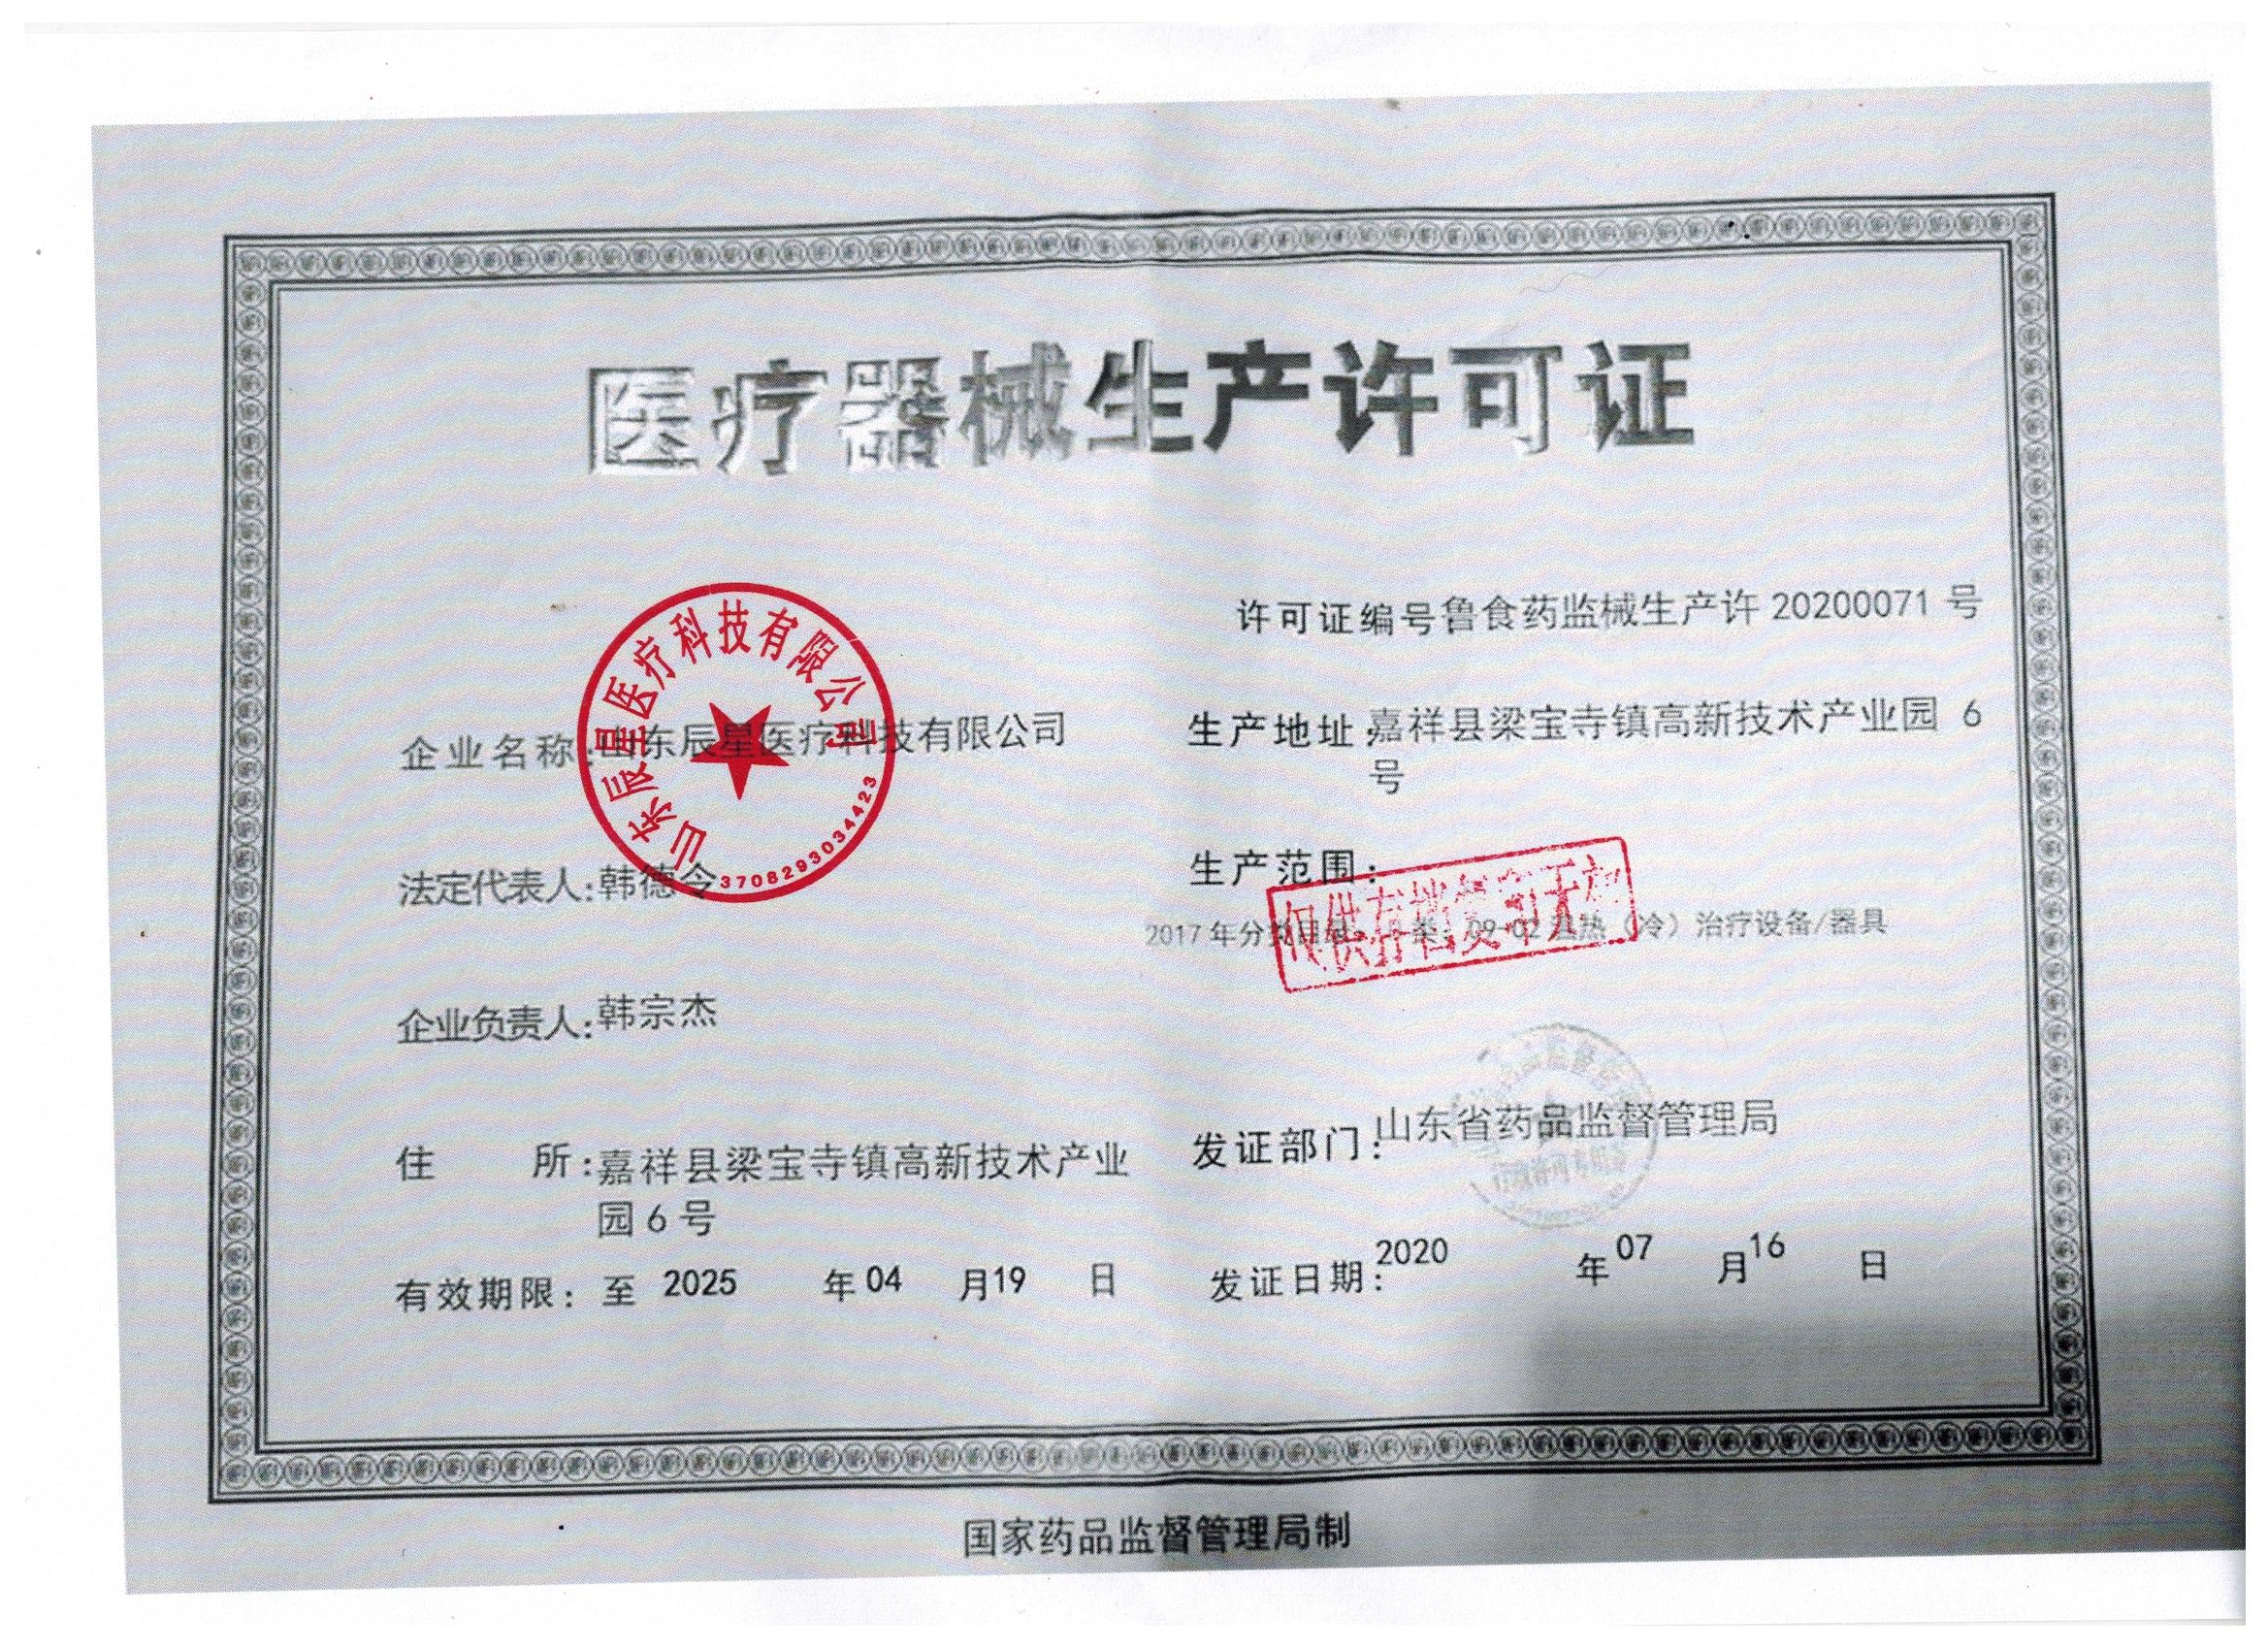 医疗器械生产许可证
许可证编号鲁食药监械生产许 20200071 号
企业名称:山东辰星医疗科技有限公司
法定代表人:韩德令
企业负责人:韩宗杰
住 所:嘉祥县梁宝寺镇高新技术产业
园 6 号
有效期限: 至 2025 年 04 月 19 日
生产地址:嘉祥县梁宝寺镇高新技术产业园 6
号
生产范围:
2017 年分类目录: 类: 09-02 温热（冷）治疗设备/器具
发证部门:山东省药品监督管理局
发证日期:2020 年 07 月 16 日
山东辰星医疗科技有限公司
3708293034423
国家药品监督管理局制